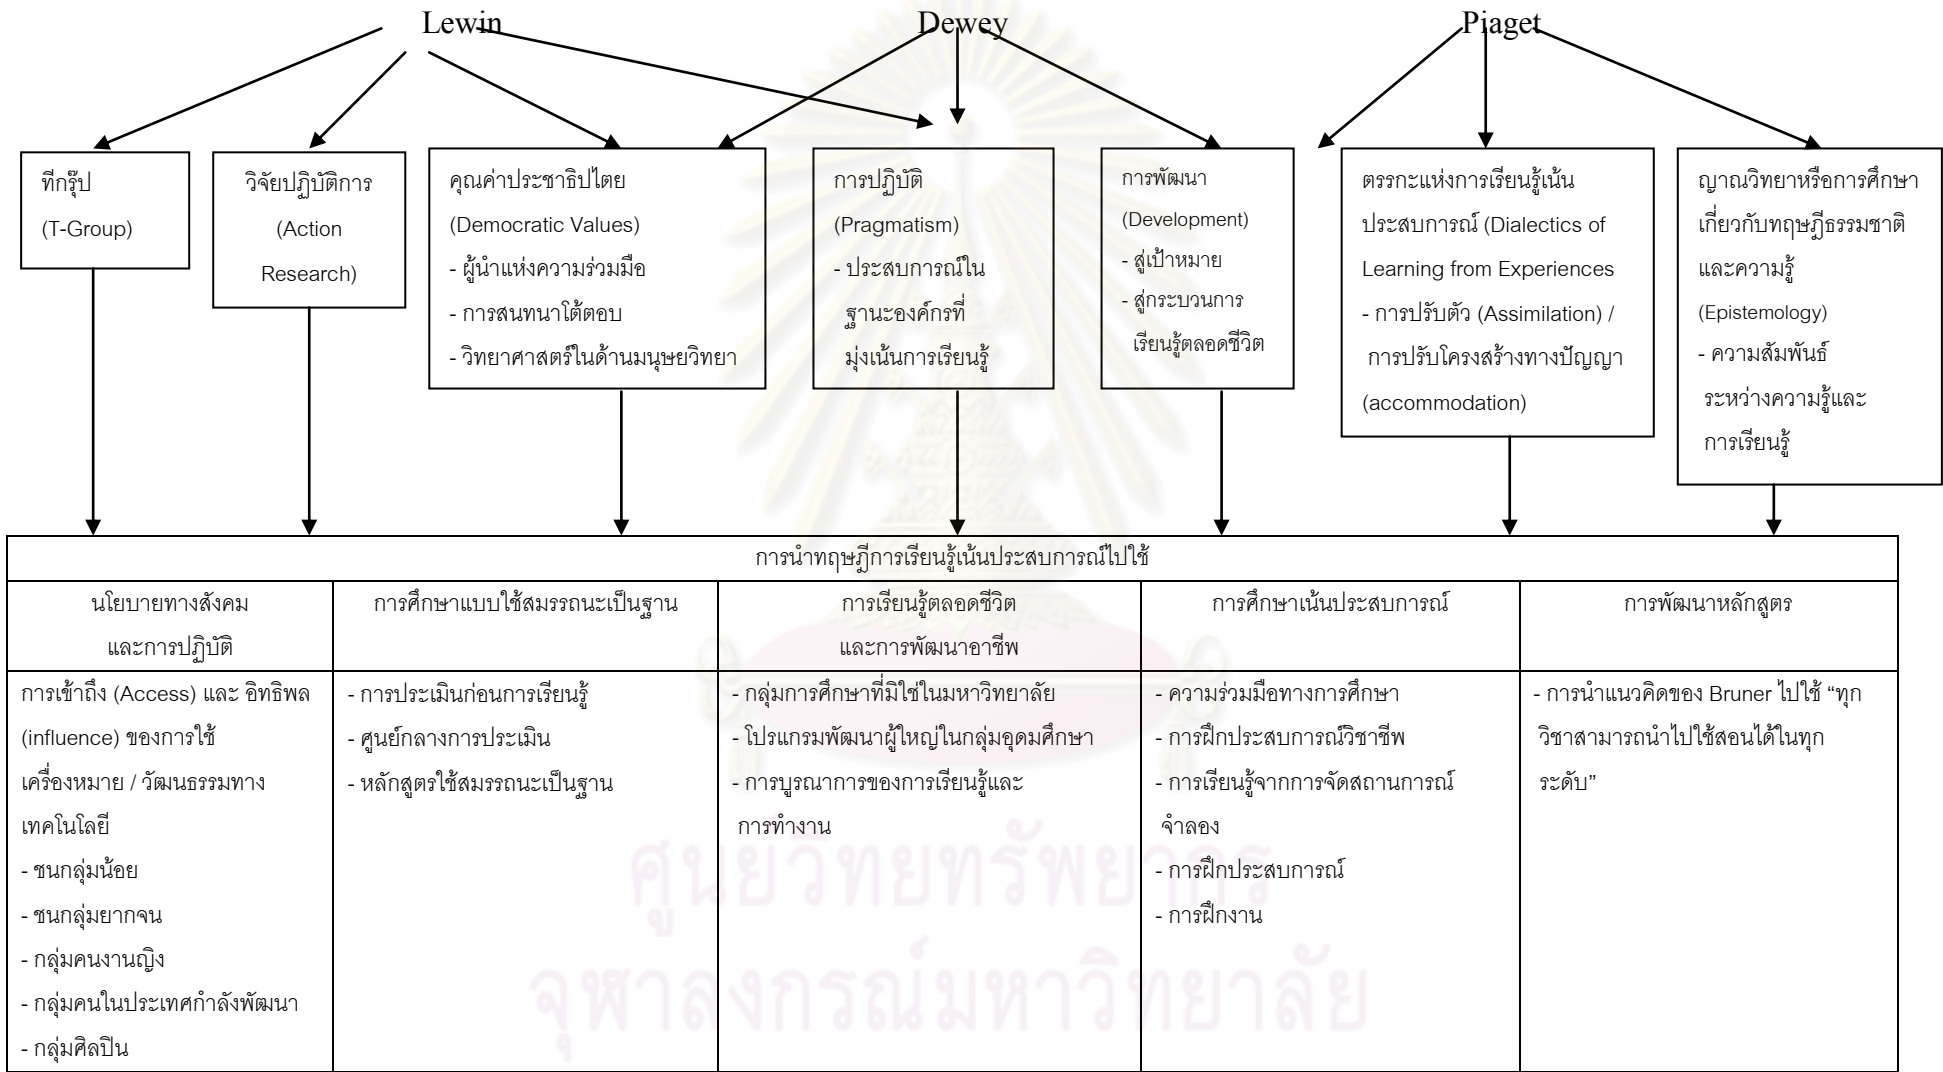 Lewin Dewey Piaget
ทีกรุ๊ป
(T-Group)
วิจัยปฏิบัติการ
(Action
Research)
คุณค่าประชาธิปไตย
(Democratic Values)
- ผู้นำแห่งความร่วมมือ
- การสนทนาโต้ตอบ
- วิทยาศาสตร์ในด้านมนุษยวิทยา
การปฏิบัติ
(Pragmatism)
- ประสบการณ์ใน
ฐานะองค์กรที่
มุ่งเน้นการเรียนรู้
การพัฒนา
(Development)
- สู่เป้าหมาย
- สู่กระบวนการ
เรียนรู้ตลอดชีวิต
ตรรกะแห่งการเรียนรู้เน้น
ประสบการณ์ (Dialectics of
Learning from Experiences
- การปรับตัว (Assimilation) /
การปรับโครงสร้างทางปัญญา
(accommodation)
ญาณวิทยาหรือการศึกษา
เกี่ยวกับทฤษฎีธรรมชาติ
และความรู้
(Epistemology)
- ความสัมพันธ์
ระหว่างความรู้และ
การเรียนรู้
การนำทฤษฎีการเรียนรู้เน้นประสบการณ์ไปใช้
นโยบายทางสังคม
และการปฏิบัติ
การศึกษาแบบใช้สมรรถนะเป็นฐาน
การเรียนรู้ตลอดชีวิต
และการพัฒนาอาชีพ
การศึกษาเน้นประสบการณ์
การพัฒนาหลักสูตร
การเข้าถึง (Access) และ อิทธิพล
(influence) ของการใช้
เครื่องหมาย / วัฒนธรรมทาง
เทคโนโลยี
- ชนกลุ่มน้อย
- ชนกลุ่มยากจน
- กลุ่มคนงานญิง
- กลุ่มคนในประเทศกำลังพัฒนา
- กลุ่มศิลปิน
- การประเมินก่อนการเรียนรู้
- ศูนย์กลางการประเมิน
- หลักสูตรใช้สมรรถนะเป็นฐาน
- กลุ่มการศึกษาที่มิใช่ในมหาวิทยาลัย
- โปรแกรมพัฒนาผู้ใหญ่ในกลุ่มอุดมศึกษา
- การบูรณาการของการเรียนรู้และ
การทำงาน
- ความร่วมมือทางการศึกษา
- การฝึกประสบการณ์วิชาชีพ
- การเรียนรู้จากการจัดสถานการณ์
จำลอง
- การฝึกประสบการณ์
- การฝึกงาน
- การนำแนวคิดของ Bruner ไปใช้ “ทุก
วิชาสามารถนำไปใช้สอนได้ในทุก
ระดับ”
ศูนย์วิทยทรัพยากร
จุฬาลงกรณ์มหาวิทยาลัย